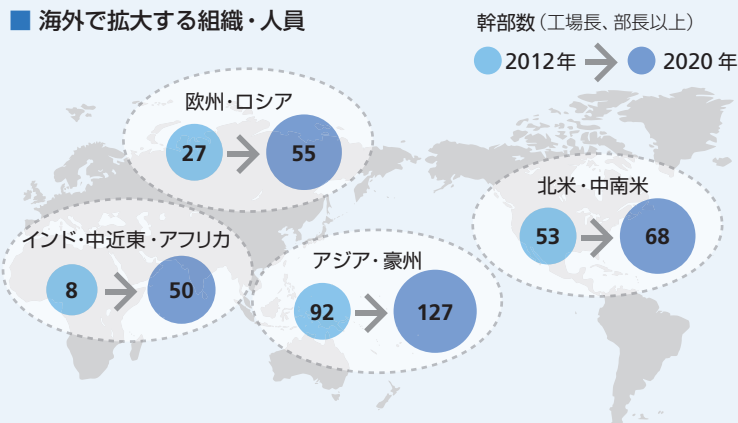 海外で拡大する組織・人員
幹部数（工場長、部長以上）
2012年 → 2020 年
欧州・ロシア
27 → 55
北米・中南米
53 → 68
インド・中近東・アフリカ
8 → 50
アジア・豪州
92 → 127